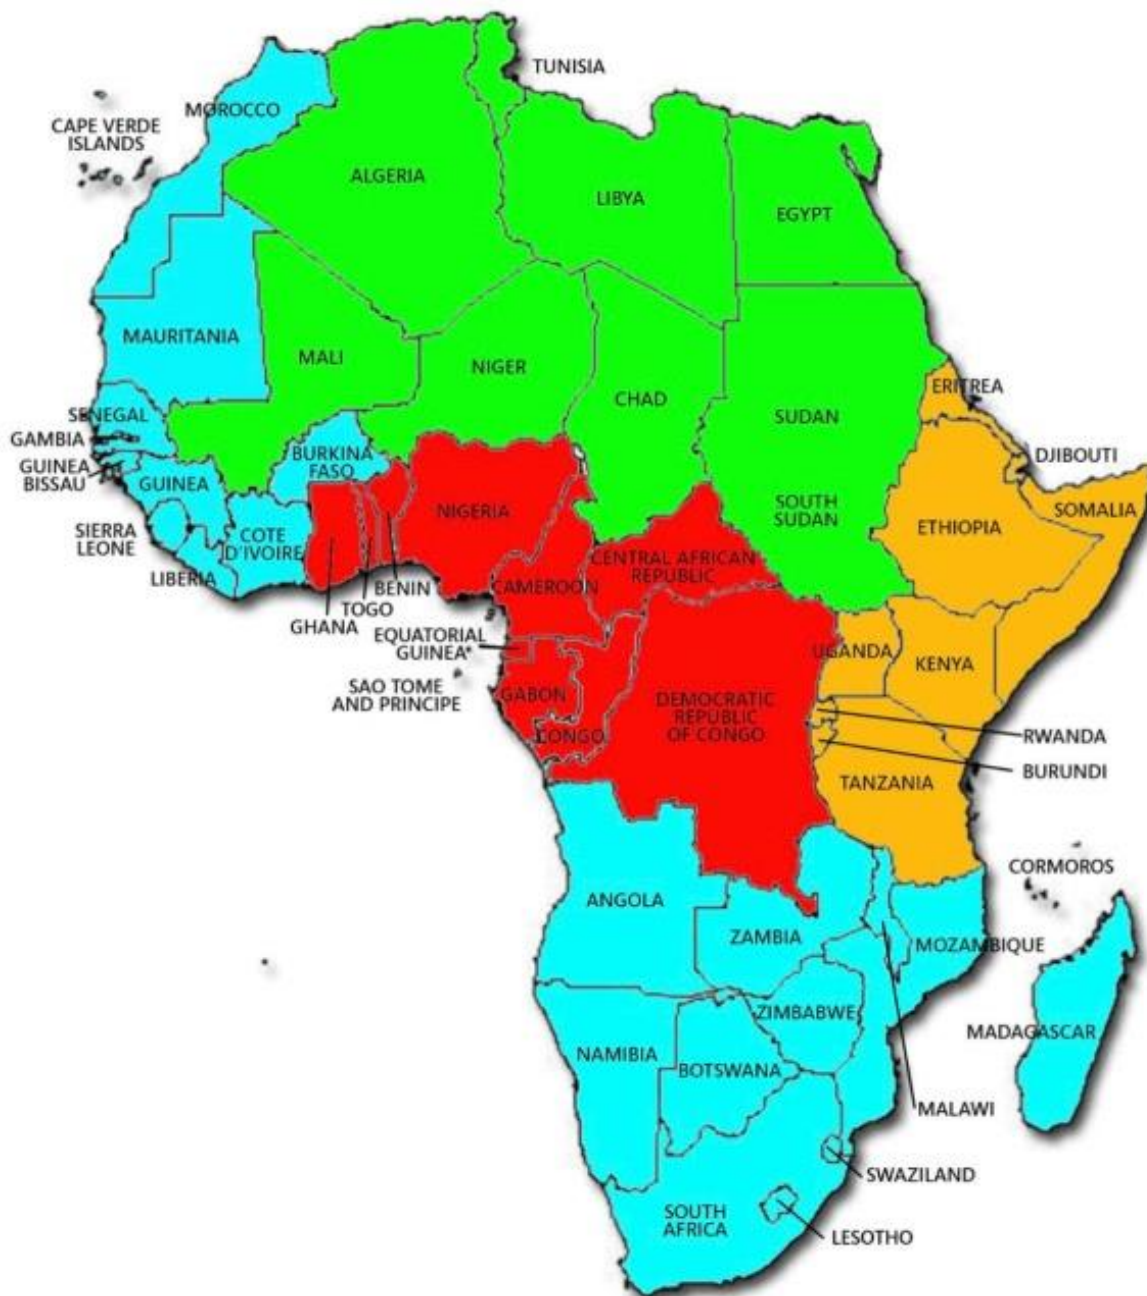 TUNISIA
MOROCCO
CAPE VERDE
ISLANDS
ALGERIA
LIBYA
EGYPT
MAURITANIA
MALI
NIGER
CHAD
SUDAN
ERITREA
SENEGAL
GAMBIA
GUINEA
BISSAU
GUINEA
BURKINA
FASO
DJIBOUTI
SOMALIA
NIGERIA
SOUTH
SUDAN
ETHIOPIA
SIERRA
LEONE
COTE
D'IVOIRE
LIBERIA
CENTRAL AFRICAN
REPUBLIC
CAMEROON
BENIN
TOGO
GHANA
EQUATORIAL
GUINEA
UGANDA
KENYA
SAO TOME
AND PRINCIPE
GABON
CONGO
DEMOCRATIC
REPUBLIC
OF CONGO
RWANDA
BURUNDI
TANZANIA
CORMOROS
ANGOLA
ZAMBIA
MOZAMBIQUE
ZIMBABWE
MADAGASCAR
NAMIBIA
BOTSWANA
MALAWI
SWAZILAND
SOUTH
AFRICA
LESOTHO